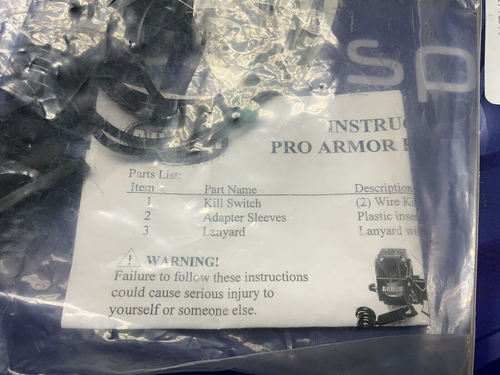 sp
INSTRUC
PRO ARMOR
Parts List:
Item Part Name Description
1 Kill Switch (2) Wire Ki
2 Adapter Sleeves Plastic inse
3 Lanyard Lanyard wi
WARNING!
Failure to follow these instructions
could cause serious injury to
yourself or someone else.